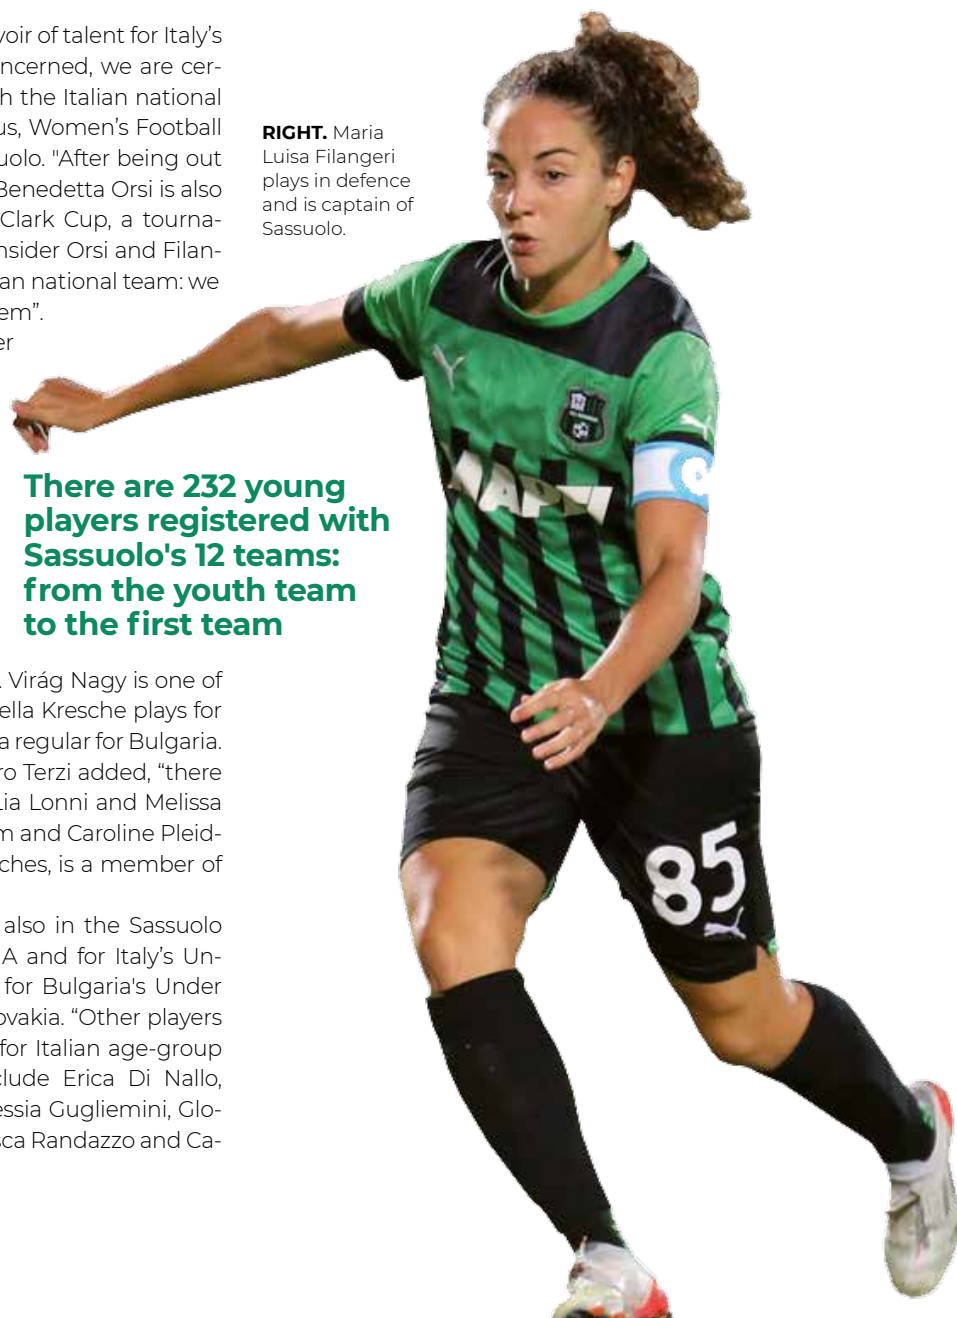 voir of talent for Italy’s
ncerned, we are cer-
h the Italian national
us, Women’s Football
uolo. "After being out
Benedetta Orsi is also
Clark Cup, a tourna-
nsider Orsi and Filan-
an national team: we
em”.
er
RIGHT. Maria
Luisa Filangeri
plays in defence
and is captain of
Sassuolo.
There are 232 young
players registered with
Sassuolo's 12 teams:
from the youth team
to the first team
. Virág Nagy is one of
ella Kresche plays for
a regular for Bulgaria.
ro Terzi added, “there
Lia Lonni and Melissa
m and Caroline Pleid-
ches, is a member of
also in the Sassuolo
A and for Italy’s Un-
for Bulgaria's Under
ovakia. “Other players
for Italian age-group
clude Erica Di Nallo,
essia Gugliemini, Glo-
sca Randazzo and Ca-
MAPEI
85